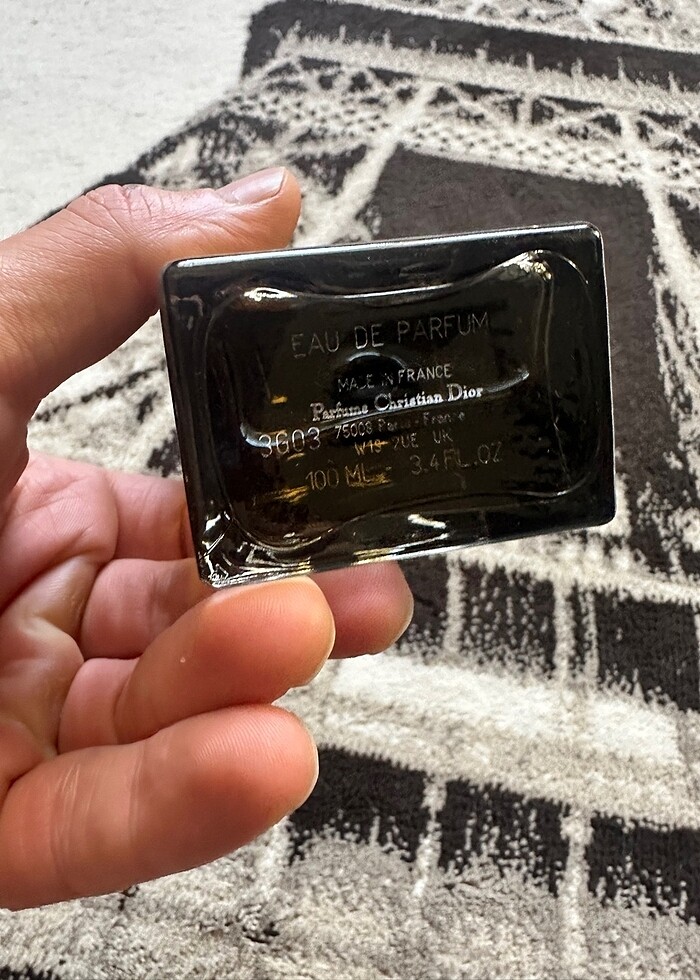 EAU DE PARFUM
MADE IN FRANCE
Parfums Christian Dior
3G03 75008 Paris - France
W1S 2UE UK
100 ML 3.4 FL.OZ